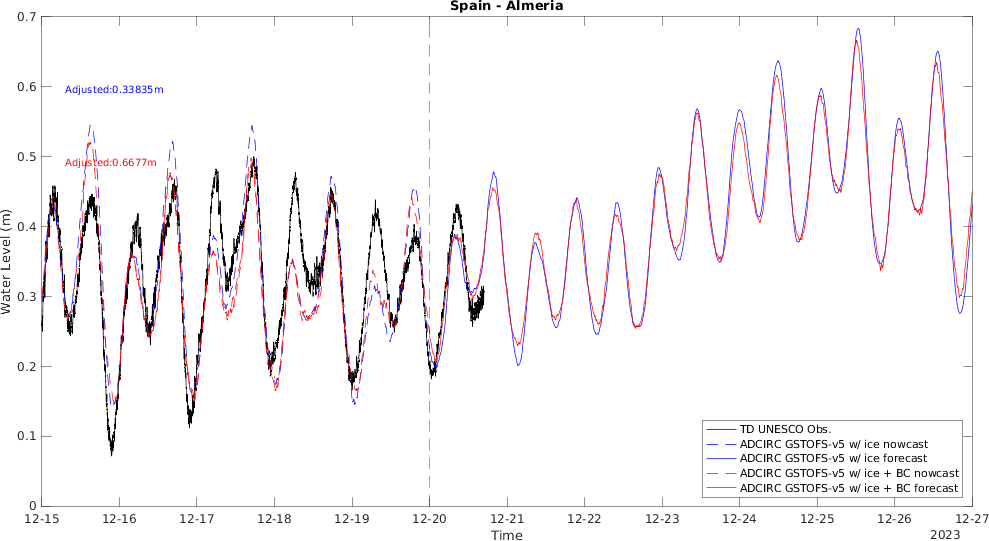 Spain - Almeria
0.7
0.6
0.5
0.4
0.3
0.2
0.1
0
Water Level (m)
Adjusted:0.33835m
Adjusted:0.6677m
TD UNESCO Obs.
ADCIRC GSTOFS-v5 w/ ice nowcast
ADCIRC GSTOFS-v5 w/ ice forecast
ADCIRC GSTOFS-v5 w/ ice + BC nowcast
ADCIRC GSTOFS-v5 w/ ice + BC forecast
12-15 12-16 12-17 12-18 12-19 12-20 12-21 12-22 12-23 12-24 12-25 12-26 12-27
Time
2023